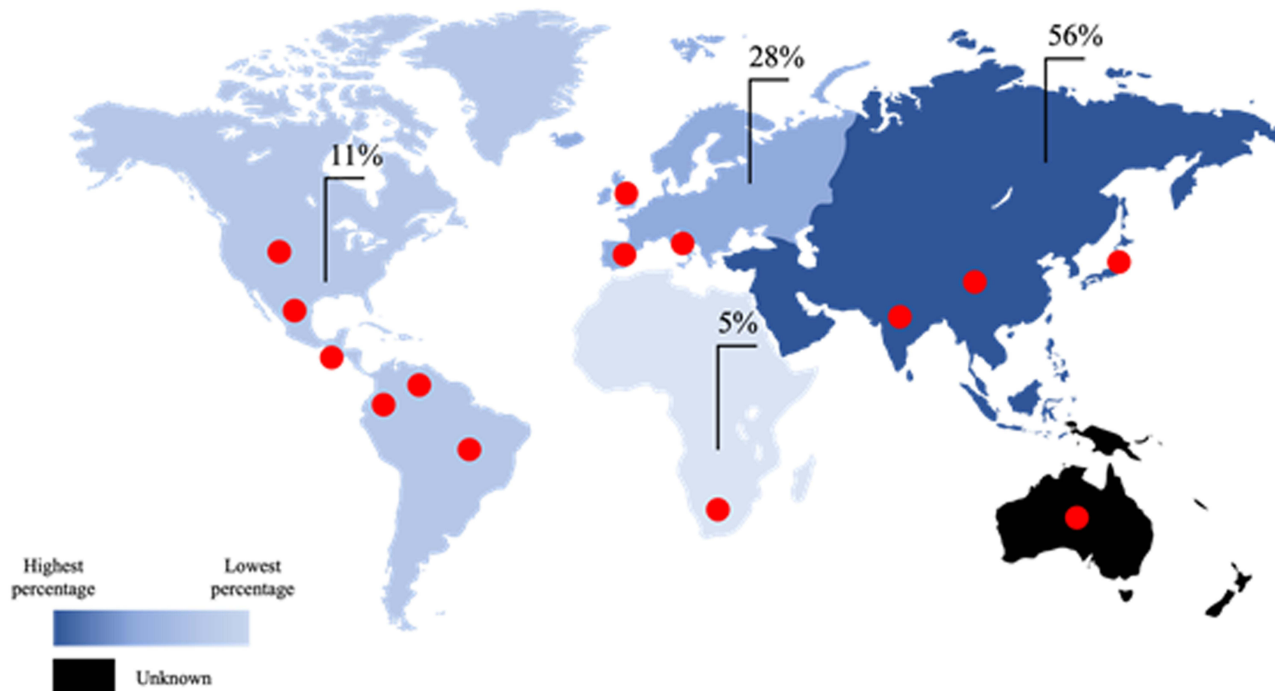 56%
28%
11%
5%
Highest
percentage
Lowest
percentage
Unknown